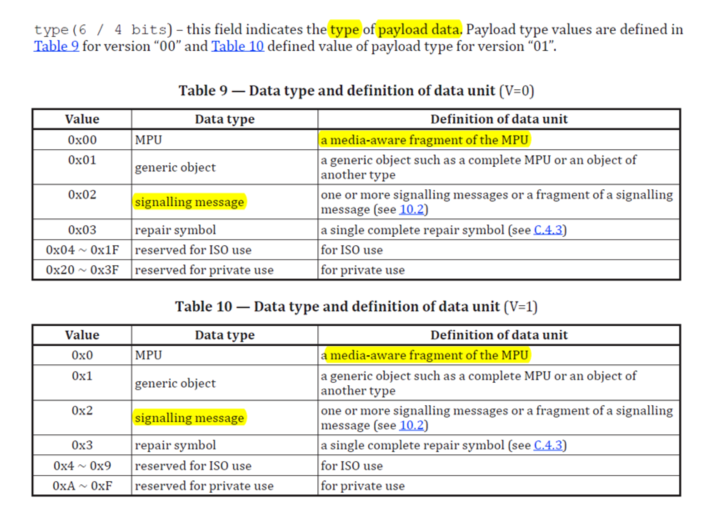 type(6 / 4 bits) – this field indicates the type of payload data. Payload type values are defined in
Table 9 for version “00” and Table 10 defined value of payload type for version “01”.
Table 9 — Data type and definition of data unit (V=0)
Value Data type Definition of data unit
0x00 MPU a media-aware fragment of the MPU
0x01 generic object a generic object such as a complete MPU or an object of
another type
0x02 signalling message one or more signalling messages or a fragment of a signalling
message (see 10.2)
0x03 repair symbol a single complete repair symbol (see C.4.3)
0x04 ~ 0x1F reserved for ISO use for ISO use
0x20 ~ 0x3F reserved for private use for private use
Table 10 — Data type and definition of data unit (V=1)
Value Data type Definition of data unit
0x0 MPU a media-aware fragment of the MPU
0x1 generic object a generic object such as a complete MPU or an object of
another type
0x2 signalling message one or more signalling messages or a fragment of a signalling
message (see 10.2)
0x3 repair symbol a single complete repair symbol (see C.4.3)
0x4 ~ 0x9 reserved for ISO use for ISO use
0xA ~ 0xF reserved for private use for private use